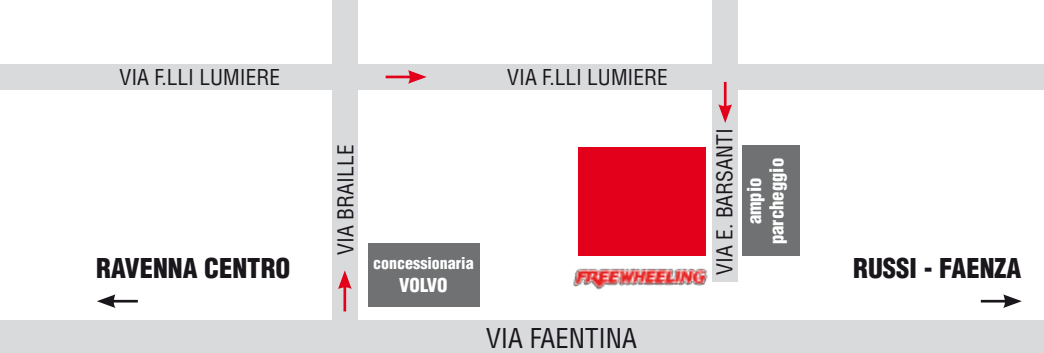 VIA F.LLI LUMIERE
VIA F.LLI LUMIERE
VIA BRAILLE
VIA E. BARSANTI
ampio
parcheggio
concessionaria
VOLVO
RAVENNA CENTRO
FREEWHEELING
RUSSI - FAENZA
VIA FAENTINA